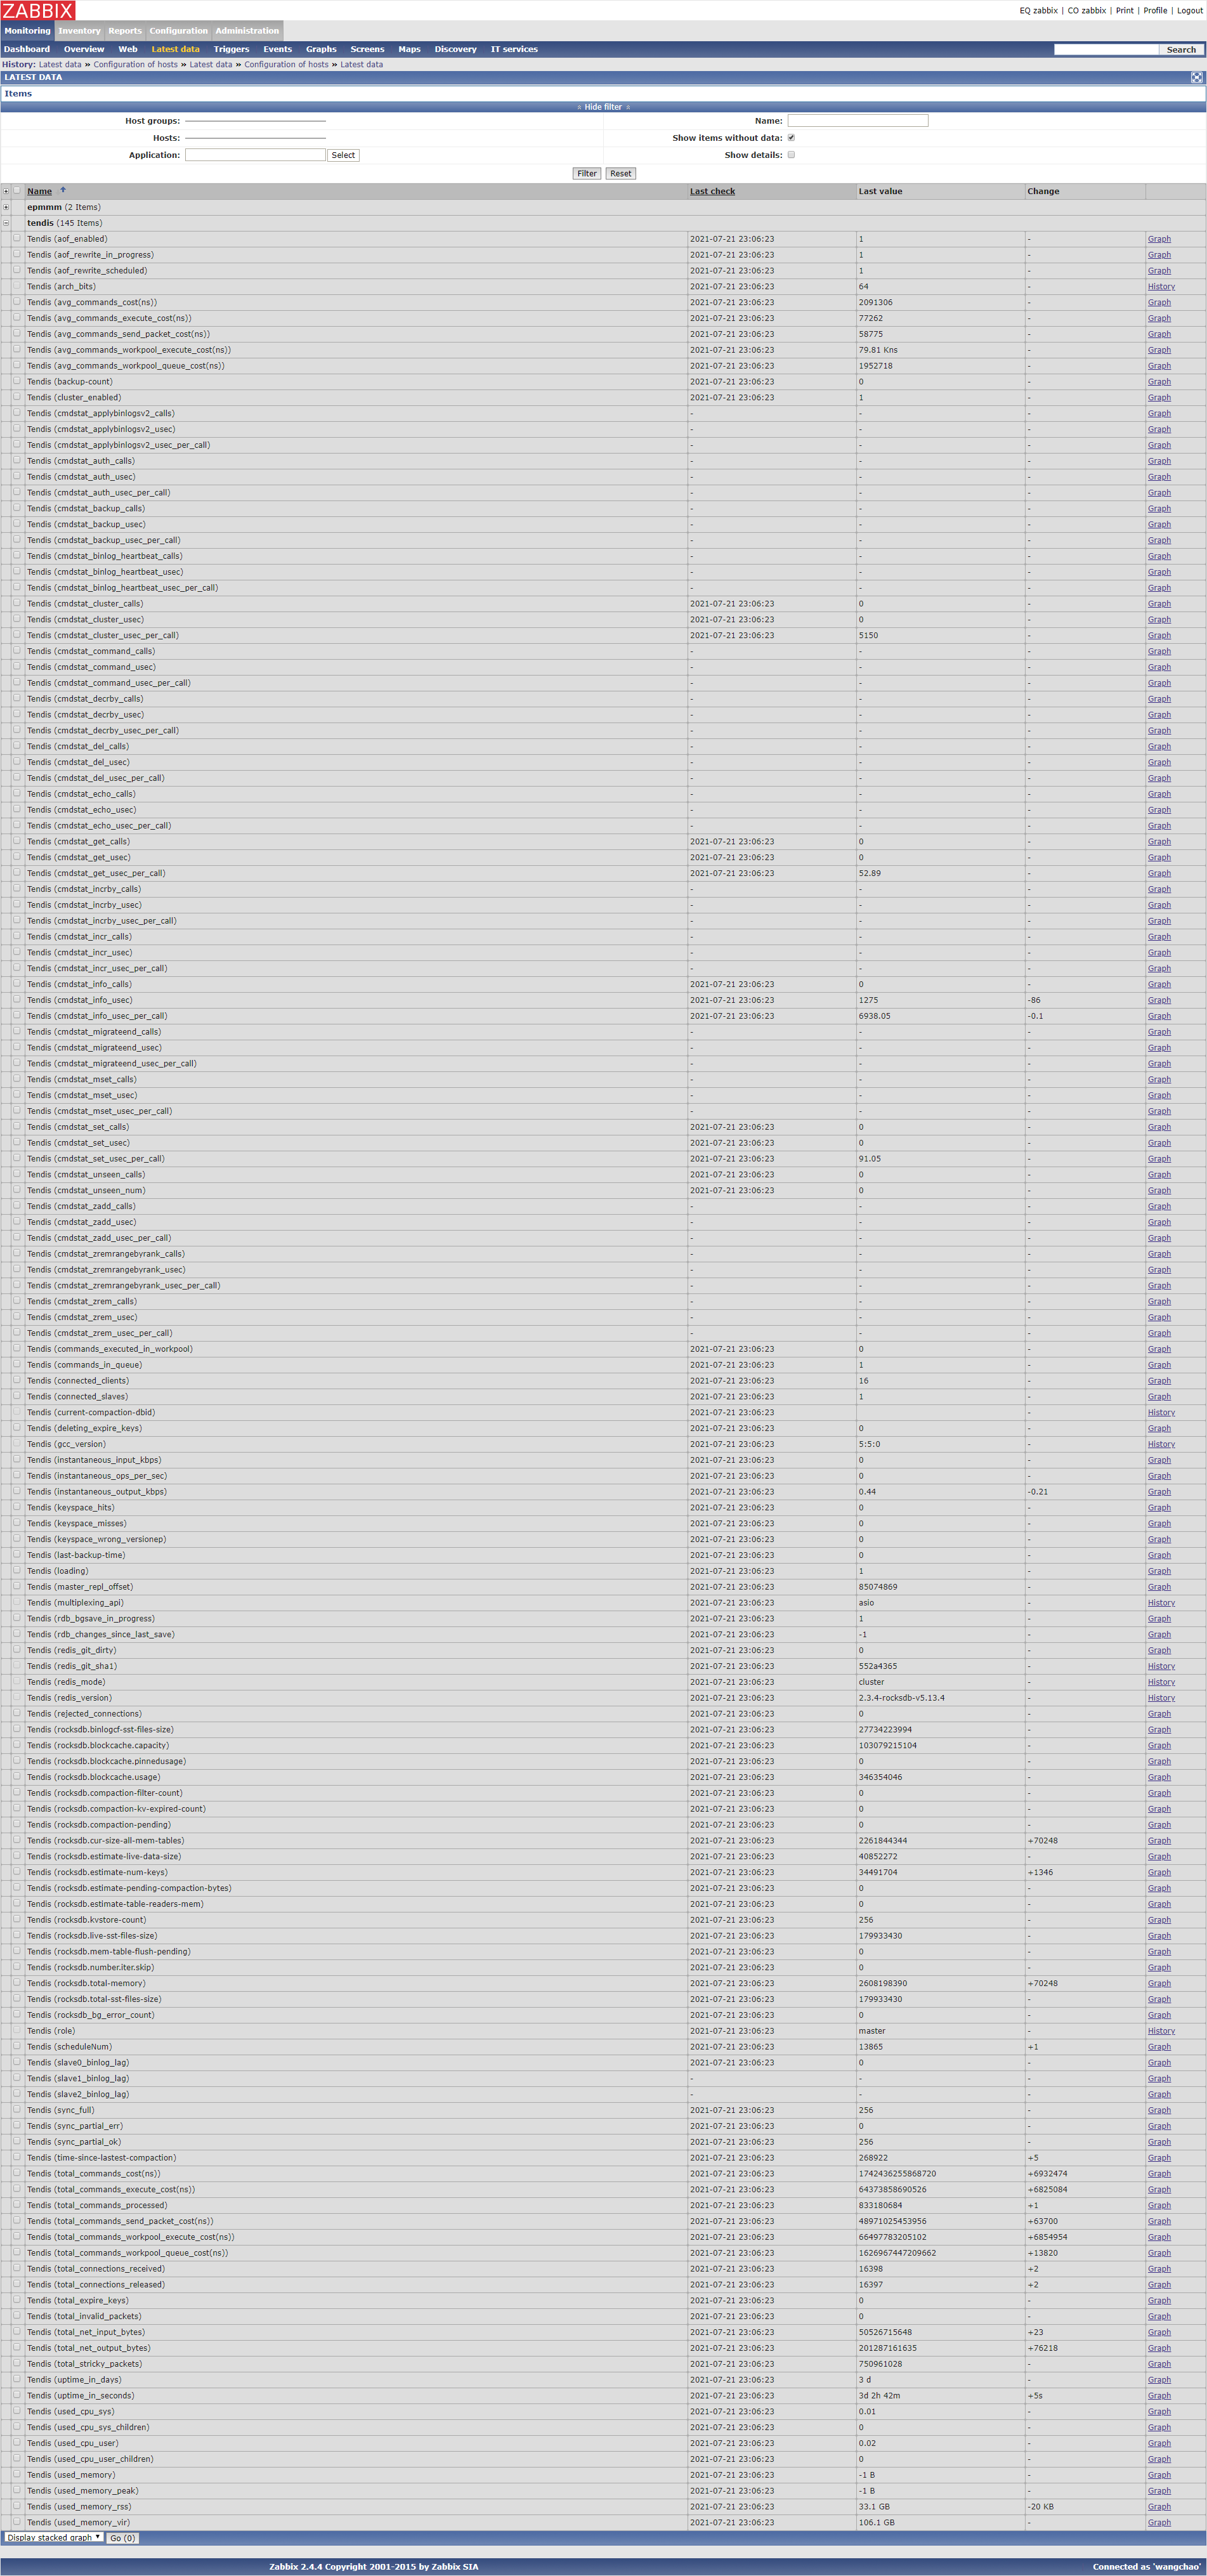 ZABBIX
EQ zabbix | CO zabbix | Print | Profile | Logout
Monitoring Inventory Reports Configuration Administration
Dashboard Overview Web Latest data Triggers Events Graphs Screens Maps Discovery IT services Search
History: Latest data » Configuration of hosts » Latest data » Configuration of hosts » Latest data
LATEST DATA
Items
Hide filter
Host groups: Name:
Hosts: Show items without data:
Application: Select Show details:
Filter Reset
Name Last check Last value Change
epmmm (2 Items)
tendis (145 Items)
Tendis (aof_enabled) 2021-07-21 23:06:23 1 - Graph
Tendis (aof_rewrite_in_progress) 2021-07-21 23:06:23 1 - Graph
Tendis (aof_rewrite_scheduled) 2021-07-21 23:06:23 1 - Graph
Tendis (arch_bits) 2021-07-21 23:06:23 64 - History
Tendis (avg_commands_cost(ns)) 2021-07-21 23:06:23 2091306 - Graph
Tendis (avg_commands_execute_cost(ns)) 2021-07-21 23:06:23 77262 - Graph
Tendis (avg_commands_send_packet_cost(ns)) 2021-07-21 23:06:23 58775 - Graph
Tendis (avg_commands_workpool_execute_cost(ns)) 2021-07-21 23:06:23 79.81 Kns - Graph
Tendis (avg_commands_workpool_queue_cost(ns)) 2021-07-21 23:06:23 1952718 - Graph
Tendis (backup-count) 2021-07-21 23:06:23 0 - Graph
Tendis (cluster_enabled) 2021-07-21 23:06:23 1 - Graph
Tendis (cmdstat_applybinlogsv2_calls) - - - Graph
Tendis (cmdstat_applybinlogsv2_usec) - - - Graph
Tendis (cmdstat_applybinlogsv2_usec_per_call) - - - Graph
Tendis (cmdstat_auth_calls) - - - Graph
Tendis (cmdstat_auth_usec) - - - Graph
Tendis (cmdstat_auth_usec_per_call) - - - Graph
Tendis (cmdstat_backup_calls) - - - Graph
Tendis (cmdstat_backup_usec) - - - Graph
Tendis (cmdstat_backup_usec_per_call) - - - Graph
Tendis (cmdstat_binlog_heartbeat_calls) - - - Graph
Tendis (cmdstat_binlog_heartbeat_usec) - - - Graph
Tendis (cmdstat_binlog_heartbeat_usec_per_call) - - - Graph
Tendis (cmdstat_cluster_calls) 2021-07-21 23:06:23 0 - Graph
Tendis (cmdstat_cluster_usec) 2021-07-21 23:06:23 0 - Graph
Tendis (cmdstat_cluster_usec_per_call) 2021-07-21 23:06:23 5150 - Graph
Tendis (cmdstat_command_calls) - - - Graph
Tendis (cmdstat_command_usec) - - - Graph
Tendis (cmdstat_command_usec_per_call) - - - Graph
Tendis (cmdstat_decrby_calls) - - - Graph
Tendis (cmdstat_decrby_usec) - - - Graph
Tendis (cmdstat_decrby_usec_per_call) - - - Graph
Tendis (cmdstat_del_calls) - - - Graph
Tendis (cmdstat_del_usec) - - - Graph
Tendis (cmdstat_del_usec_per_call) - - - Graph
Tendis (cmdstat_echo_calls) - - - Graph
Tendis (cmdstat_echo_usec) - - - Graph
Tendis (cmdstat_echo_usec_per_call) - - - Graph
Tendis (cmdstat_get_calls) 2021-07-21 23:06:23 0 - Graph
Tendis (cmdstat_get_usec) 2021-07-21 23:06:23 0 - Graph
Tendis (cmdstat_get_usec_per_call) 2021-07-21 23:06:23 52.89 - Graph
Tendis (cmdstat_incrby_calls) - - - Graph
Tendis (cmdstat_incrby_usec) - - - Graph
Tendis (cmdstat_incrby_usec_per_call) - - - Graph
Tendis (cmdstat_incr_calls) - - - Graph
Tendis (cmdstat_incr_usec) - - - Graph
Tendis (cmdstat_incr_usec_per_call) - - - Graph
Tendis (cmdstat_info_calls) 2021-07-21 23:06:23 0 - Graph
Tendis (cmdstat_info_usec) 2021-07-21 23:06:23 1275 -86 Graph
Tendis (cmdstat_info_usec_per_call) 2021-07-21 23:06:23 6938.05 -0.1 Graph
Tendis (cmdstat_migrateend_calls) - - - Graph
Tendis (cmdstat_migrateend_usec) - - - Graph
Tendis (cmdstat_migrateend_usec_per_call) - - - Graph
Tendis (cmdstat_mset_calls) - - - Graph
Tendis (cmdstat_mset_usec) - - - Graph
Tendis (cmdstat_mset_usec_per_call) - - - Graph
Tendis (cmdstat_set_calls) 2021-07-21 23:06:23 0 - Graph
Tendis (cmdstat_set_usec) 2021-07-21 23:06:23 0 - Graph
Tendis (cmdstat_set_usec_per_call) 2021-07-21 23:06:23 91.05 - Graph
Tendis (cmdstat_unseen_calls) 2021-07-21 23:06:23 0 - Graph
Tendis (cmdstat_unseen_num) 2021-07-21 23:06:23 0 - Graph
Tendis (cmdstat_zadd_calls) - - - Graph
Tendis (cmdstat_zadd_usec) - - - Graph
Tendis (cmdstat_zadd_usec_per_call) - - - Graph
Tendis (cmdstat_zremrangebyrank_calls) - - - Graph
Tendis (cmdstat_zremrangebyrank_usec) - - - Graph
Tendis (cmdstat_zremrangebyrank_usec_per_call) - - - Graph
Tendis (cmdstat_zrem_calls) - - - Graph
Tendis (cmdstat_zrem_usec) - - - Graph
Tendis (cmdstat_zrem_usec_per_call) - - - Graph
Tendis (commands_executed_in_workpool) 2021-07-21 23:06:23 0 - Graph
Tendis (commands_in_queue) 2021-07-21 23:06:23 1 - Graph
Tendis (connected_clients) 2021-07-21 23:06:23 16 - Graph
Tendis (connected_slaves) 2021-07-21 23:06:23 1 - Graph
Tendis (current-compaction-dbid) 2021-07-21 23:06:23 - History
Tendis (deleting_expire_keys) 2021-07-21 23:06:23 0 - Graph
Tendis (gcc_version) 2021-07-21 23:06:23 5:5:0 - History
Tendis (instantaneous_input_kbps) 2021-07-21 23:06:23 0 - Graph
Tendis (instantaneous_ops_per_sec) 2021-07-21 23:06:23 0 - Graph
Tendis (instantaneous_output_kbps) 2021-07-21 23:06:23 0.44 -0.21 Graph
Tendis (keyspace_hits) 2021-07-21 23:06:23 0 - Graph
Tendis (keyspace_misses) 2021-07-21 23:06:23 0 - Graph
Tendis (keyspace_wrong_versionep) 2021-07-21 23:06:23 0 - Graph
Tendis (last-backup-time) 2021-07-21 23:06:23 0 - Graph
Tendis (loading) 2021-07-21 23:06:23 1 - Graph
Tendis (master_repl_offset) 2021-07-21 23:06:23 85074869 - Graph
Tendis (multiplexing_api) 2021-07-21 23:06:23 asio - History
Tendis (rdb_bgsave_in_progress) 2021-07-21 23:06:23 1 - Graph
Tendis (rdb_changes_since_last_save) 2021-07-21 23:06:23 -1 - Graph
Tendis (redis_git_dirty) 2021-07-21 23:06:23 0 - Graph
Tendis (redis_git_sha1) 2021-07-21 23:06:23 552a4365 - History
Tendis (redis_mode) 2021-07-21 23:06:23 cluster - History
Tendis (redis_version) 2021-07-21 23:06:23 2.3.4-rocksdb-v5.13.4 - History
Tendis (rejected_connections) 2021-07-21 23:06:23 0 - Graph
Tendis (rocksdb.binlogcf-sst-files-size) 2021-07-21 23:06:23 27734223994 - Graph
Tendis (rocksdb.blockcache.capacity) 2021-07-21 23:06:23 103079215104 - Graph
Tendis (rocksdb.blockcache.pinnedusage) 2021-07-21 23:06:23 0 - Graph
Tendis (rocksdb.blockcache.usage) 2021-07-21 23:06:23 346354046 - Graph
Tendis (rocksdb.compaction-filter-count) 2021-07-21 23:06:23 0 - Graph
Tendis (rocksdb.compaction-kv-expired-count) 2021-07-21 23:06:23 0 - Graph
Tendis (rocksdb.compaction-pending) 2021-07-21 23:06:23 0 - Graph
Tendis (rocksdb.cur-size-all-mem-tables) 2021-07-21 23:06:23 2261844344 +70248 Graph
Tendis (rocksdb.estimate-live-data-size) 2021-07-21 23:06:23 40852272 - Graph
Tendis (rocksdb.estimate-num-keys) 2021-07-21 23:06:23 34491704 +1346 Graph
Tendis (rocksdb.estimate-pending-compaction-bytes) 2021-07-21 23:06:23 0 - Graph
Tendis (rocksdb.estimate-table-readers-mem) 2021-07-21 23:06:23 0 - Graph
Tendis (rocksdb.kvstore-count) 2021-07-21 23:06:23 256 - Graph
Tendis (rocksdb.live-sst-files-size) 2021-07-21 23:06:23 179933430 - Graph
Tendis (rocksdb.mem-table-flush-pending) 2021-07-21 23:06:23 0 - Graph
Tendis (rocksdb.number.iter.skip) 2021-07-21 23:06:23 0 - Graph
Tendis (rocksdb.total-memory) 2021-07-21 23:06:23 2608198390 +70248 Graph
Tendis (rocksdb.total-sst-files-size) 2021-07-21 23:06:23 179933430 - Graph
Tendis (rocksdb_bg_error_count) 2021-07-21 23:06:23 0 - Graph
Tendis (role) 2021-07-21 23:06:23 master - History
Tendis (scheduleNum) 2021-07-21 23:06:23 13865 +1 Graph
Tendis (slave0_binlog_lag) 2021-07-21 23:06:23 0 - Graph
Tendis (slave1_binlog_lag) - - - Graph
Tendis (slave2_binlog_lag) - - - Graph
Tendis (sync_full) 2021-07-21 23:06:23 256 - Graph
Tendis (sync_partial_err) 2021-07-21 23:06:23 0 - Graph
Tendis (sync_partial_ok) 2021-07-21 23:06:23 256 - Graph
Tendis (time-since-lastest-compaction) 2021-07-21 23:06:23 268922 +5 Graph
Tendis (total_commands_cost(ns)) 2021-07-21 23:06:23 1742436255868720 +6932474 Graph
Tendis (total_commands_execute_cost(ns)) 2021-07-21 23:06:23 64373858690526 +6825084 Graph
Tendis (total_commands_processed) 2021-07-21 23:06:23 833180684 +1 Graph
Tendis (total_commands_send_packet_cost(ns)) 2021-07-21 23:06:23 48971025453956 +63700 Graph
Tendis (total_commands_workpool_execute_cost(ns)) 2021-07-21 23:06:23 66497783205102 +6854954 Graph
Tendis (total_commands_workpool_queue_cost(ns)) 2021-07-21 23:06:23 1626967447209662 +13820 Graph
Tendis (total_connections_received) 2021-07-21 23:06:23 16398 +2 Graph
Tendis (total_connections_released) 2021-07-21 23:06:23 16397 +2 Graph
Tendis (total_expire_keys) 2021-07-21 23:06:23 0 - Graph
Tendis (total_invalid_packets) 2021-07-21 23:06:23 0 - Graph
Tendis (total_net_input_bytes) 2021-07-21 23:06:23 50526715648 +23 Graph
Tendis (total_net_output_bytes) 2021-07-21 23:06:23 201287161635 +76218 Graph
Tendis (total_stricky_packets) 2021-07-21 23:06:23 750961028 - Graph
Tendis (uptime_in_days) 2021-07-21 23:06:23 3 d - Graph
Tendis (uptime_in_seconds) 2021-07-21 23:06:23 3d 2h 42m +5s Graph
Tendis (used_cpu_sys) 2021-07-21 23:06:23 0.01 - Graph
Tendis (used_cpu_sys_children) 2021-07-21 23:06:23 0 - Graph
Tendis (used_cpu_user) 2021-07-21 23:06:23 0.02 - Graph
Tendis (used_cpu_user_children) 2021-07-21 23:06:23 0 - Graph
Tendis (used_memory) 2021-07-21 23:06:23 -1 B - Graph
Tendis (used_memory_peak) 2021-07-21 23:06:23 -1 B - Graph
Tendis (used_memory_rss) 2021-07-21 23:06:23 33.1 GB -20 KB Graph
Tendis (used_memory_vir) 2021-07-21 23:06:23 106.1 GB - Graph
Display stacked graph Go (0)
Zabbix 2.4.4 Copyright 2001-2015 by Zabbix SIA Connected as 'wangchao'